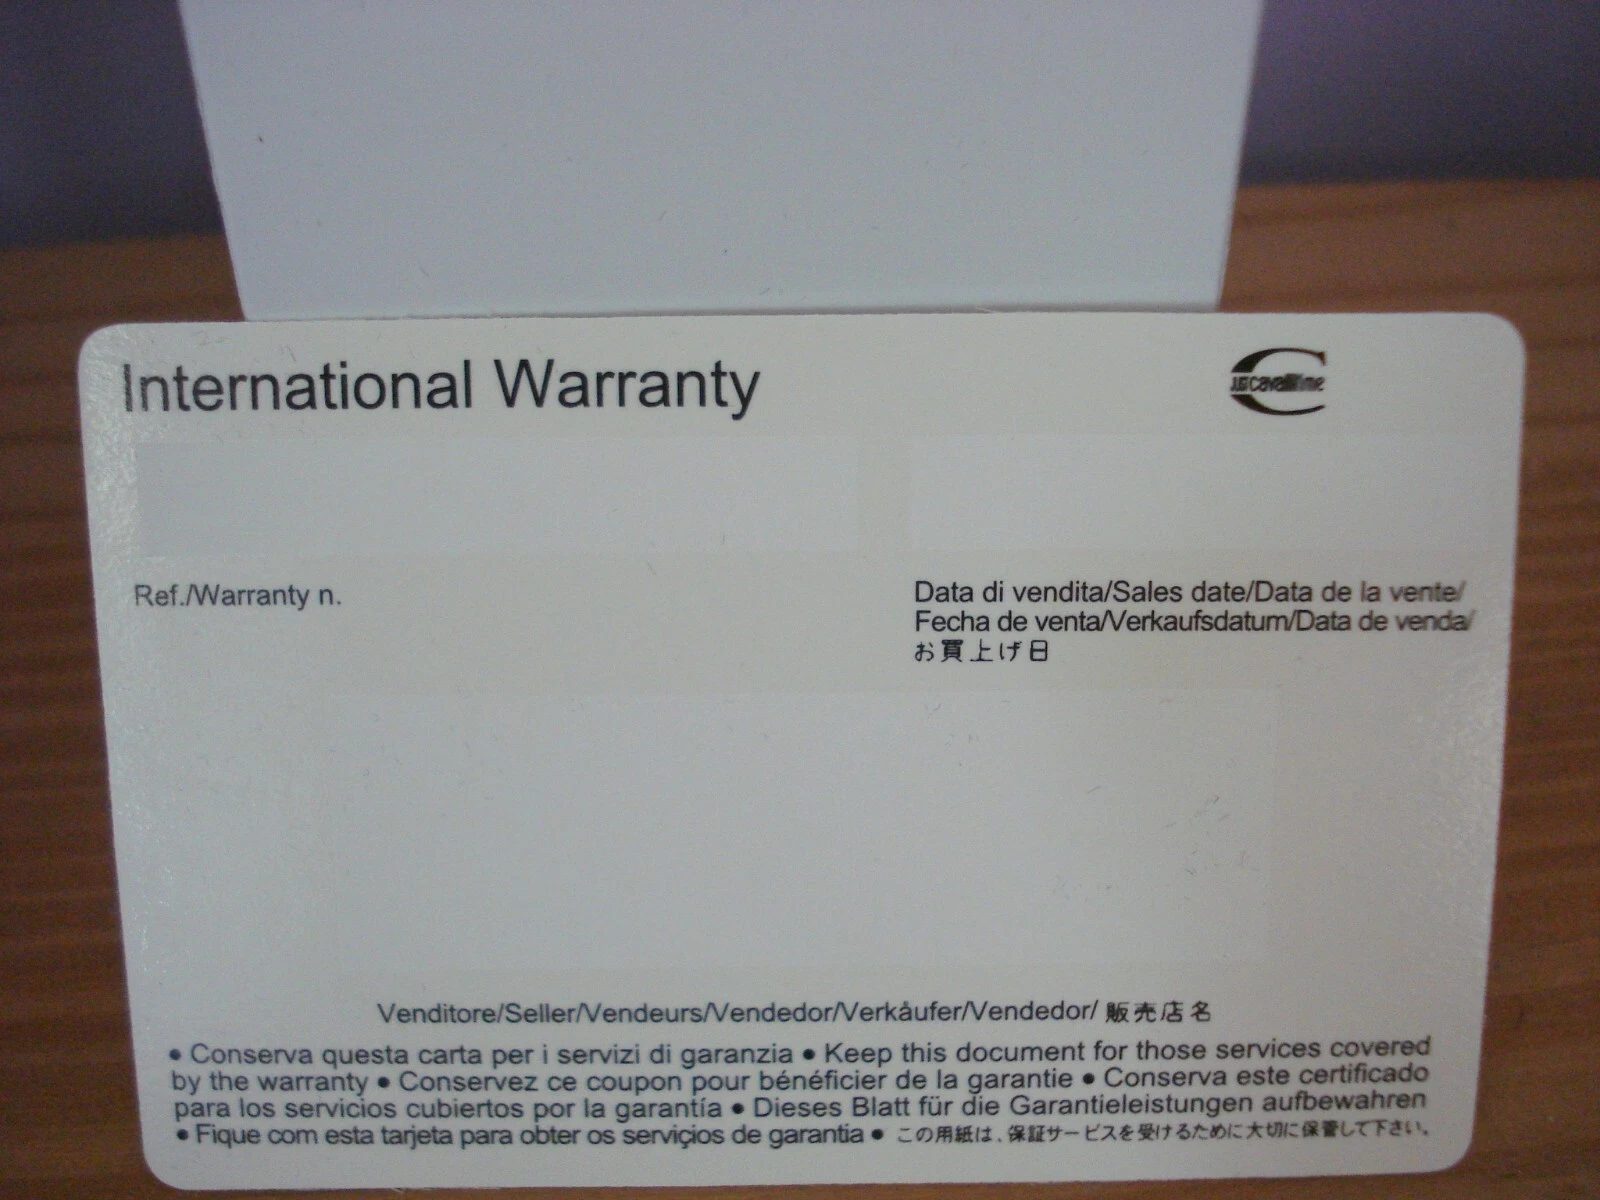 International Warranty
Ref./Warranty n.
Data di vendita/Sales date/Data de la vente/
Fecha de venta/Verkaufsdatum/Data de venda/
お買上げ日
Venditore/Seller/Vendeurs/Vendedor/Verkåufer/Vendedor/ 販売店名
• Conserva questa carta per i servizi di garanzia • Keep this document for those services covered
by the warranty • Conservez ce coupon pour bénéficier de la garantie • Conserva este certificado
para los servicios cubiertos por la garantía • Dieses Blatt für die Garantieleistungen aufbewahren
• Fique com esta tarjeta para obter os serviçios de garantia • この用紙は、保証サービスを受けるために大切に保管して下さい。